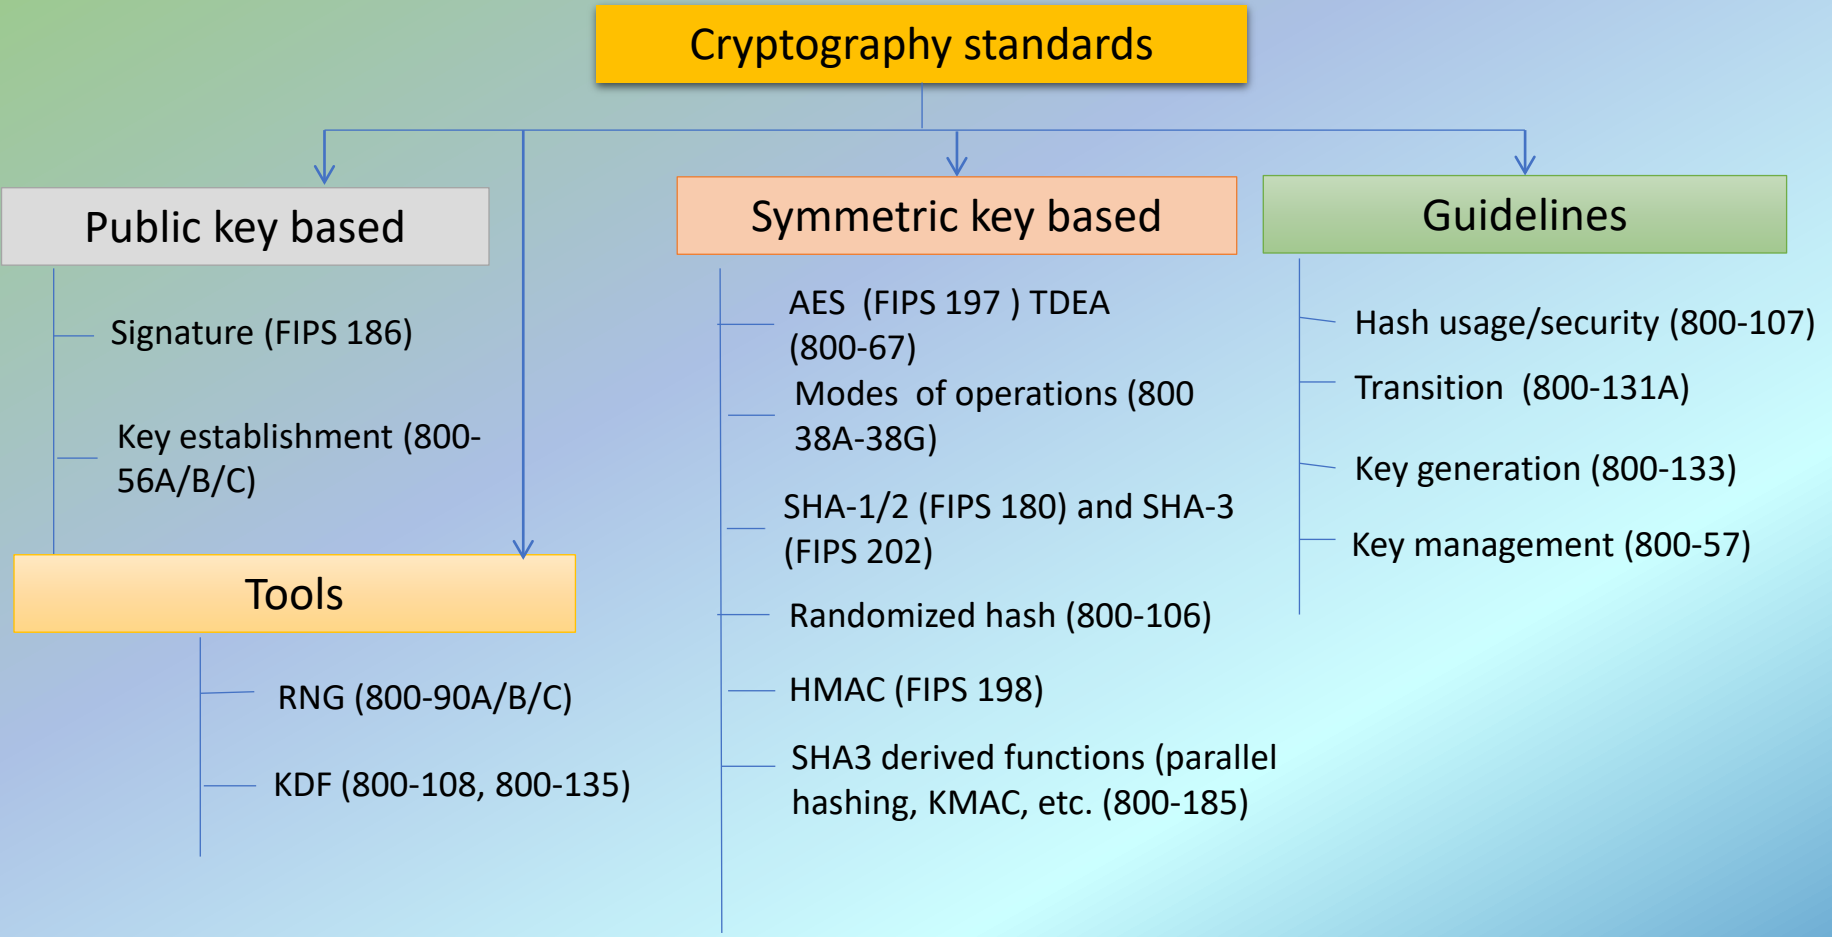 Cryptography standards
Public key based
Signature (FIPS 186)
Key establishment (800-
56A/B/C)
Tools
RNG (800-90A/B/C)
KDF (800-108, 800-135)
Symmetric key based
AES  (FIPS 197 ) TDEA
(800-67)
Modes  of operations (800
38A-38G)
SHA-1/2 (FIPS 180) and SHA-3
(FIPS 202)
Randomized hash (800-106)
HMAC (FIPS 198)
SHA3 derived functions (parallel
hashing, KMAC, etc. (800-185)
Guidelines
Hash usage/security (800-107)
Transition  (800-131A)
Key generation (800-133)
Key management (800-57)